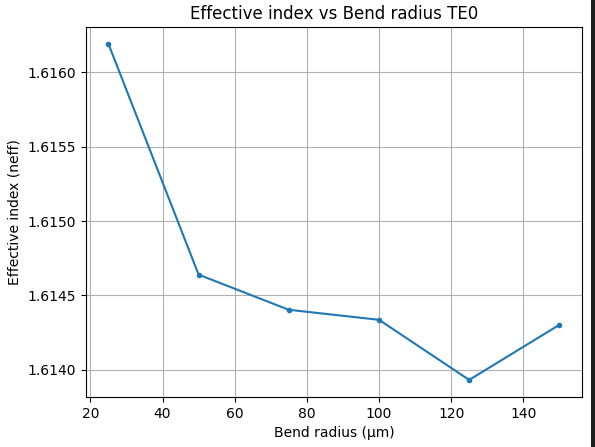 Effective index vs Bend radius TE0
Effective index (neff)
1.6160
1.6155
1.6150
1.6145
1.6140
20 40 60 80 100 120 140
Bend radius (μm)